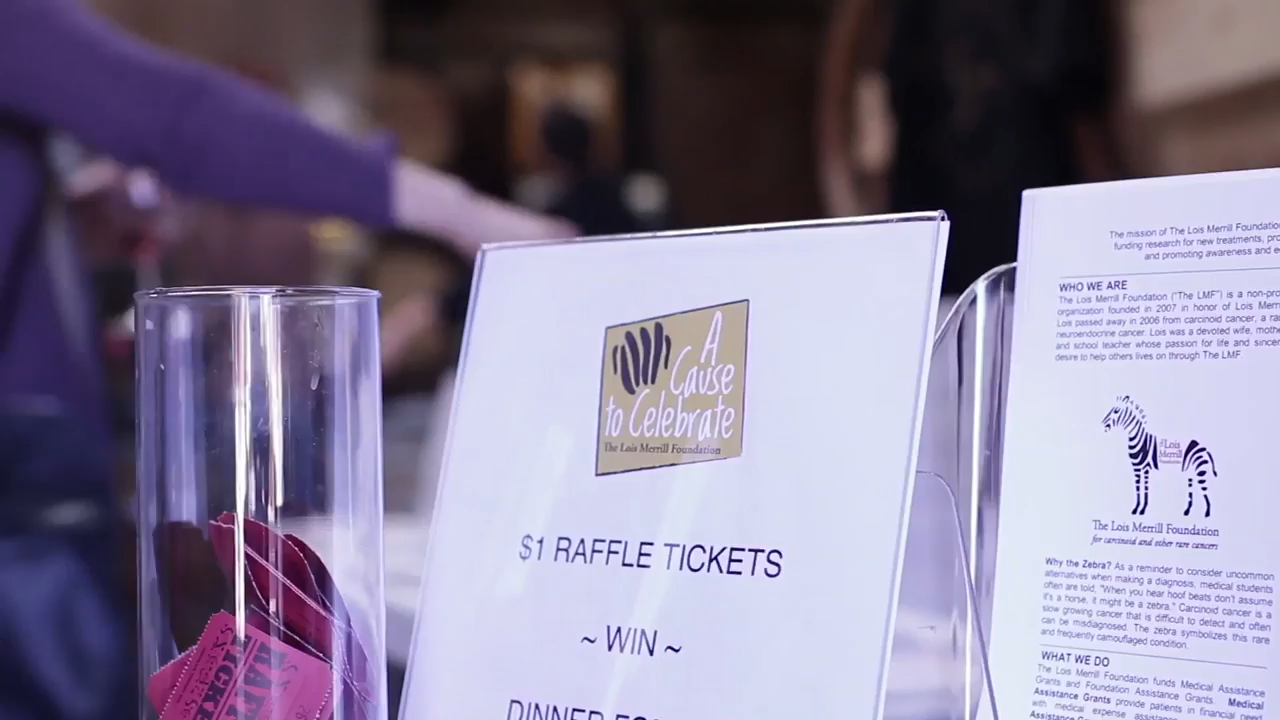 A
Cause
to Celebrate
The Lois Merrill Foundation
$1 RAFFLE TICKETS
~ WIN ~
DINNER
The mission of The Lois Merrill Foundation
funding research for new treatments,
and promoting awareness and
WHO WE ARE
The Lois Merrill Foundation ("The LMF") is a
organization founded in 2007 in honor of Lois
Lois passed away in 2006 from carcinoid cancer, a
neuroendocrine cancer. Lois was a devoted wife,
and school teacher whose passion for life and
desire to help others lives on through The LMF.
The Lois
Merrill
Foundation
The Lois Merrill Foundation
for carcinoid and other rare cancers
Why the Zebra? As a reminder to consider uncommon
alternatives when making a diagnosis, medical students
often are told, "When you hear hoof beats don't assume
it's a horse, it might be a zebra." Carcinoid cancer is a
slow growing cancer that is difficult to detect and often
can be misdiagnosed. The zebra symbolizes this rare
and frequently camouflaged condition.
WHAT WE DO
The Lois Merrill Foundation funds Medical Assistance
Grants and Foundation Assistance Grants. Medical
Assistance Grants provide patients in financial need
with medical expense